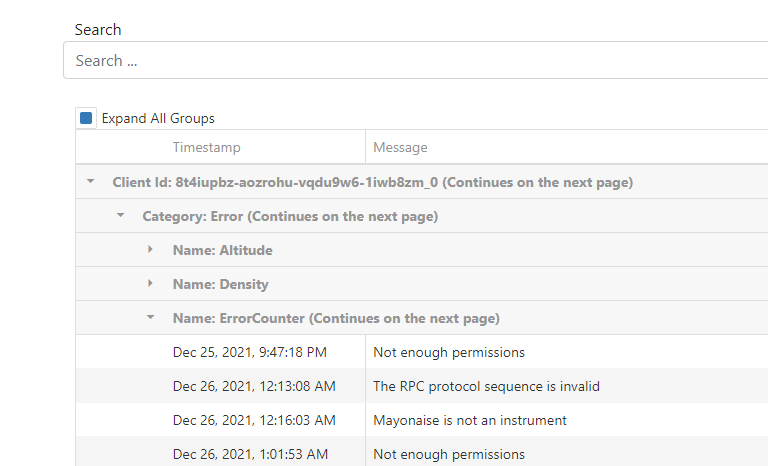 Search
Search ...
Expand All Groups
Timestamp Message
Client Id: 8t4iupbz-aozrohu-vqdu9w6-1iwb8zm_0 (Continues on the next page)
Category: Error (Continues on the next page)
Name: Altitude
Name: Density
Name: ErrorCounter (Continues on the next page)
Dec 25, 2021, 9:47:18 PM Not enough permissions
Dec 26, 2021, 12:13:08 AM The RPC protocol sequence is invalid
Dec 26, 2021, 12:16:03 AM Mayonaise is not an instrument
Dec 26, 2021, 1:01:53 AM Not enough permissions